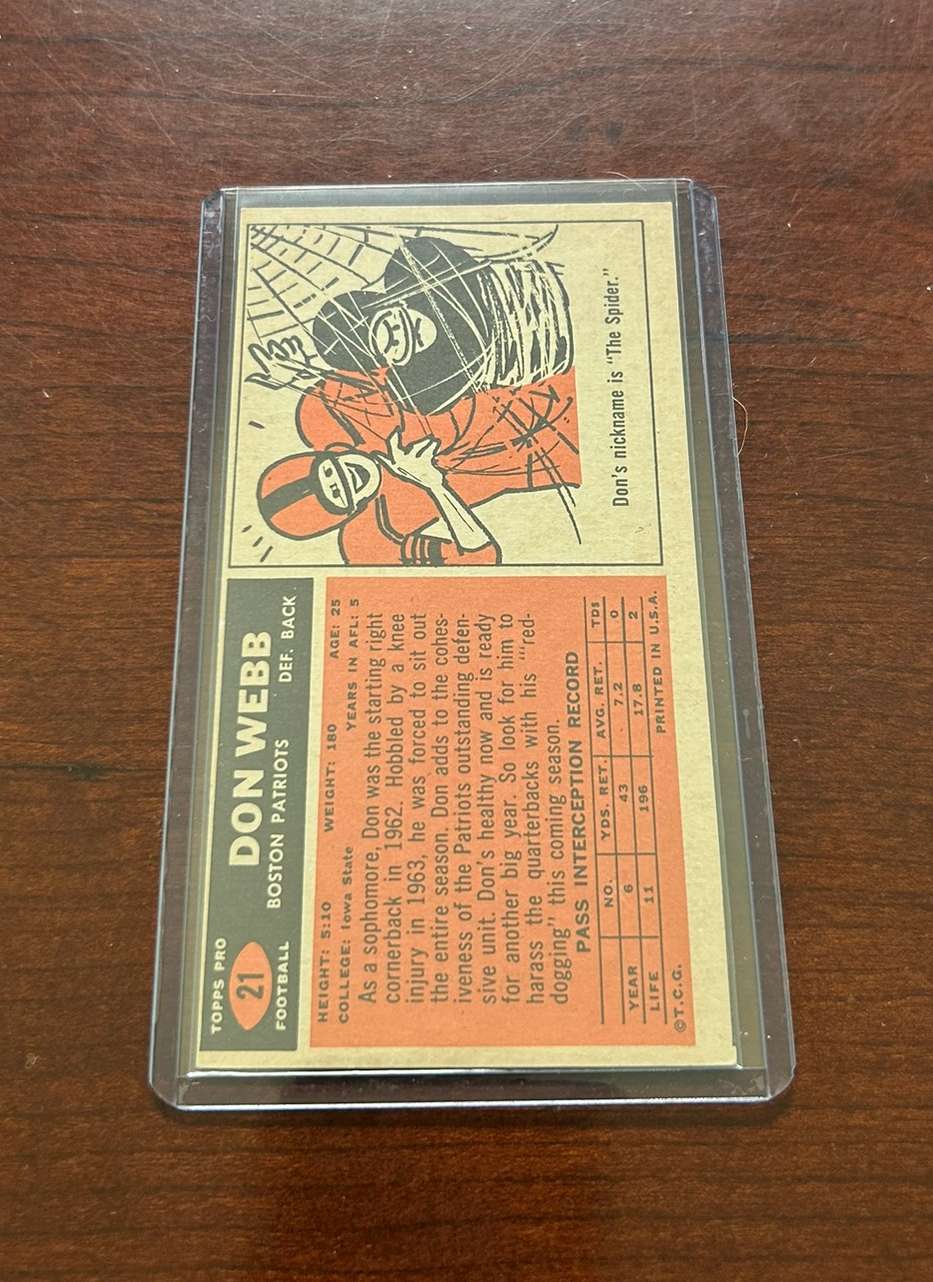 TOPPS PRO
21
FOOTBALL
DON WEBB
BOSTON PATRIOTS DEF. BACK
HEIGHT: 5:10 WEIGHT: 180 AGE: 25
COLLEGE: Iowa State YEARS IN AFL: 5
As a sophomore, Don was the starting right
cornerback in 1962. Hobbled by a knee
injury in 1963, he was forced to sit out
the entire season. Don adds to the cohes-
iveness of the Patriots outstanding defen-
sive unit. Don's healthy now and is ready
for another big year. So look for him to
harass the quarterbacks with his "'red-
dogging" this coming season.
PASS INTERCEPTION RECORD
NO. YDS. RET. AVG. RET. TDS
YEAR 6 43 7.2 0
LIFE 11 196 17.8 2
©T.C.G. PRINTED IN U.S.A.
Don's nickname is "The Spider."